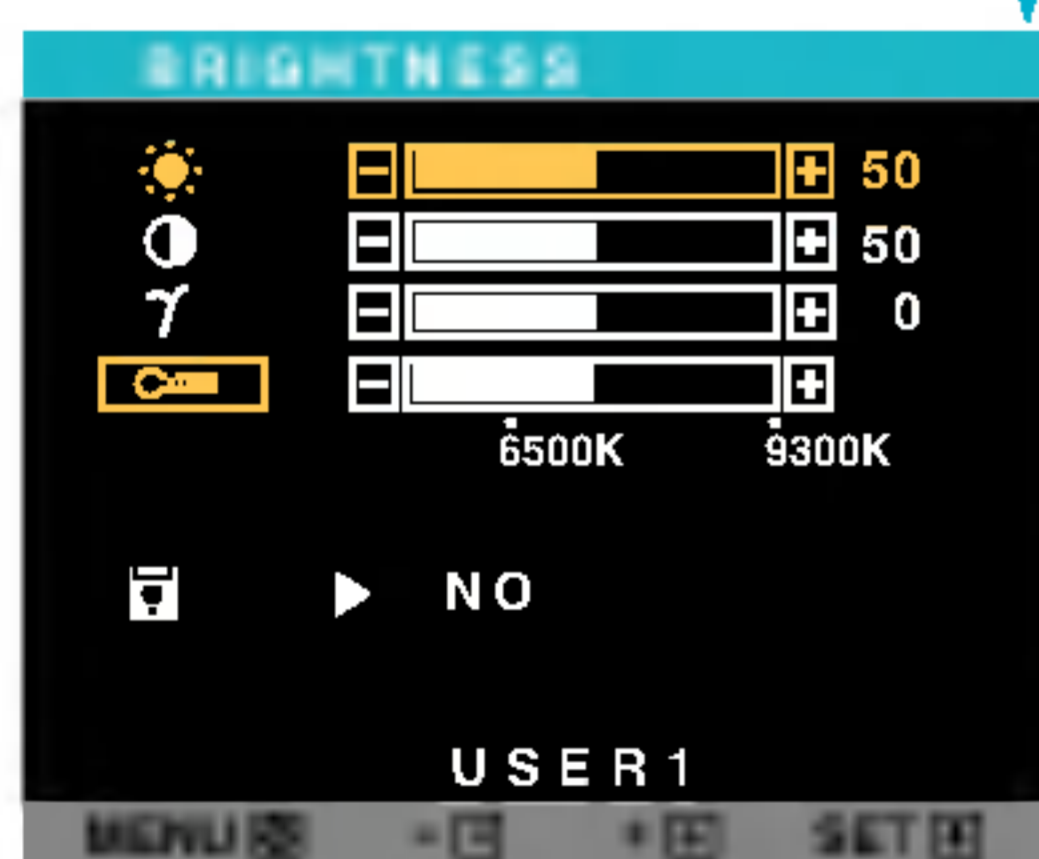 BRIGHTNESS
- + 50
- + 50
γ - + 0
- +
6500K 9300K
NO
USER1
MENU - + SET